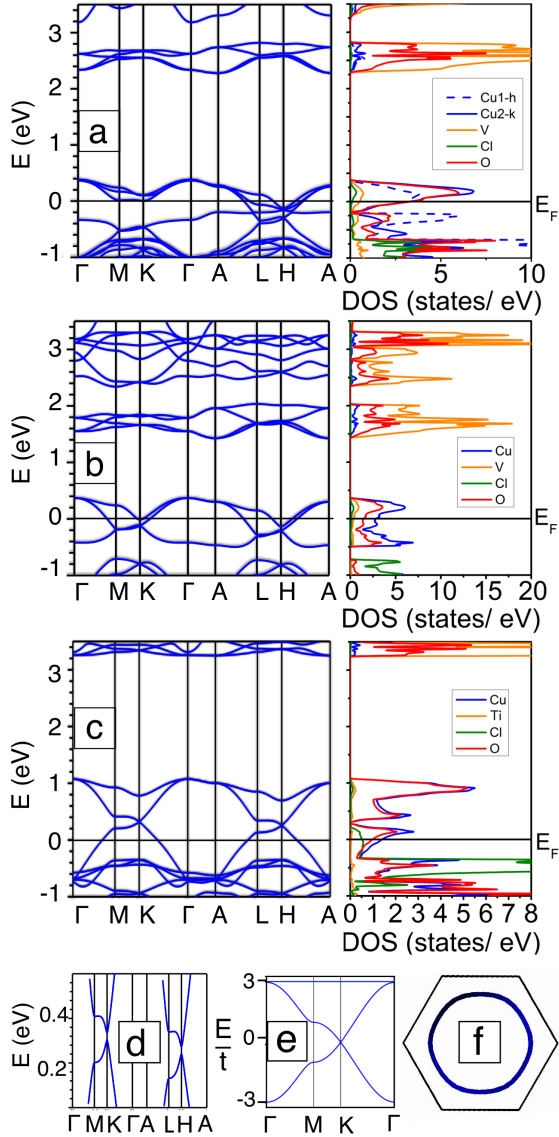 3
2
1
0
-1
E (eV)
a
Γ M K Γ A L H A
Cu1-h
Cu2-k
V
Cl
O
E_F
0 5 10
DOS (states/ eV)
3
2
1
0
-1
E (eV)
b
Γ M K Γ A L H A
Cu
V
Cl
O
E_F
0 5 10 15 20
DOS (states/ eV)
3
2
1
0
-1
E (eV)
c
Γ M K Γ A L H A
Cu
Ti
Cl
O
E_F
0 1 2 3 4 5 6 7 8
DOS (states/ eV)
0.4
0.2
E (eV)
d
Γ M K Γ A L H A
3
0
-3
E
t
e
Γ M K Γ
f